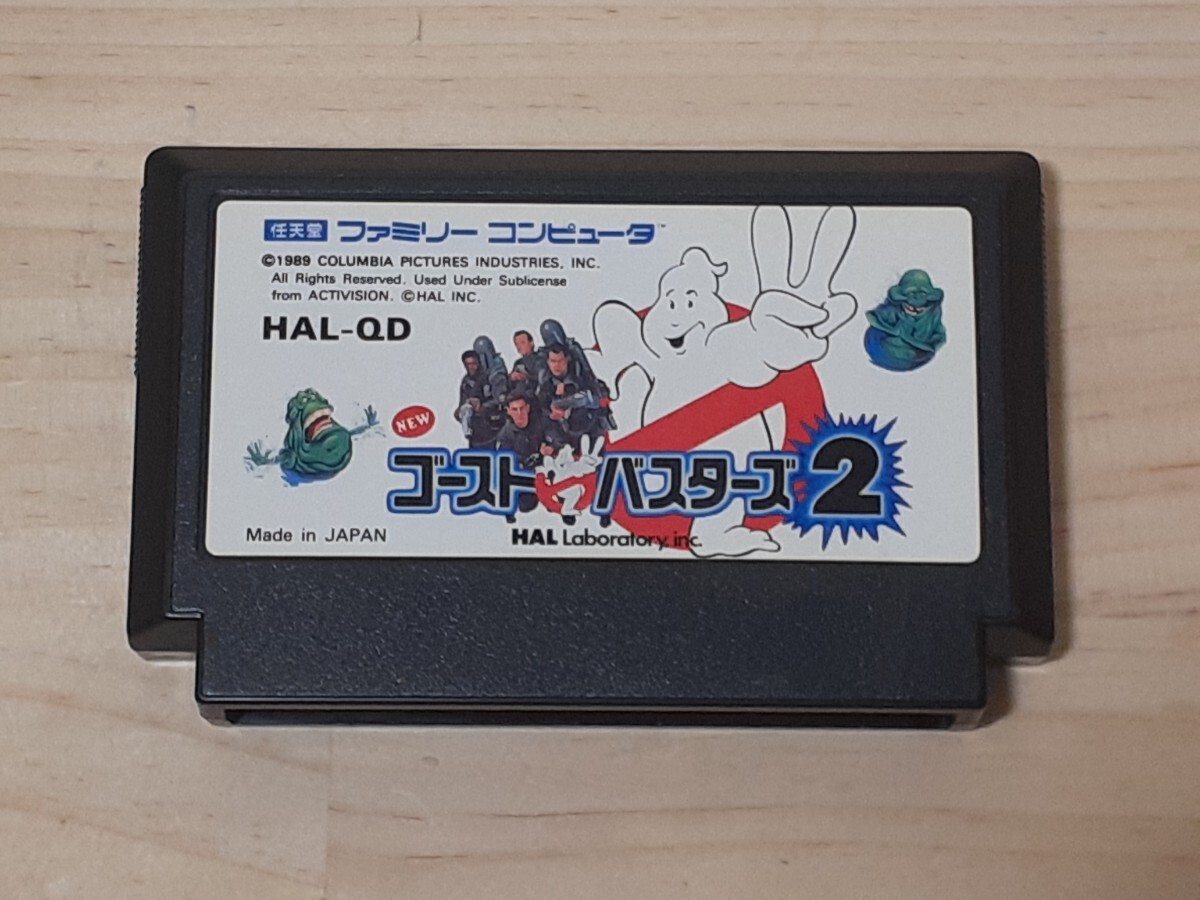 任天堂 ファミリー コンピュータ™
©1989 COLUMBIA PICTURES INDUSTRIES, INC.
All Rights Reserved. Used Under Sublicense
from ACTIVISION. ©HAL INC.
HAL-QD
NEW
ゴーストバスターズ2
Made in JAPAN
HAL Laboratory, inc.